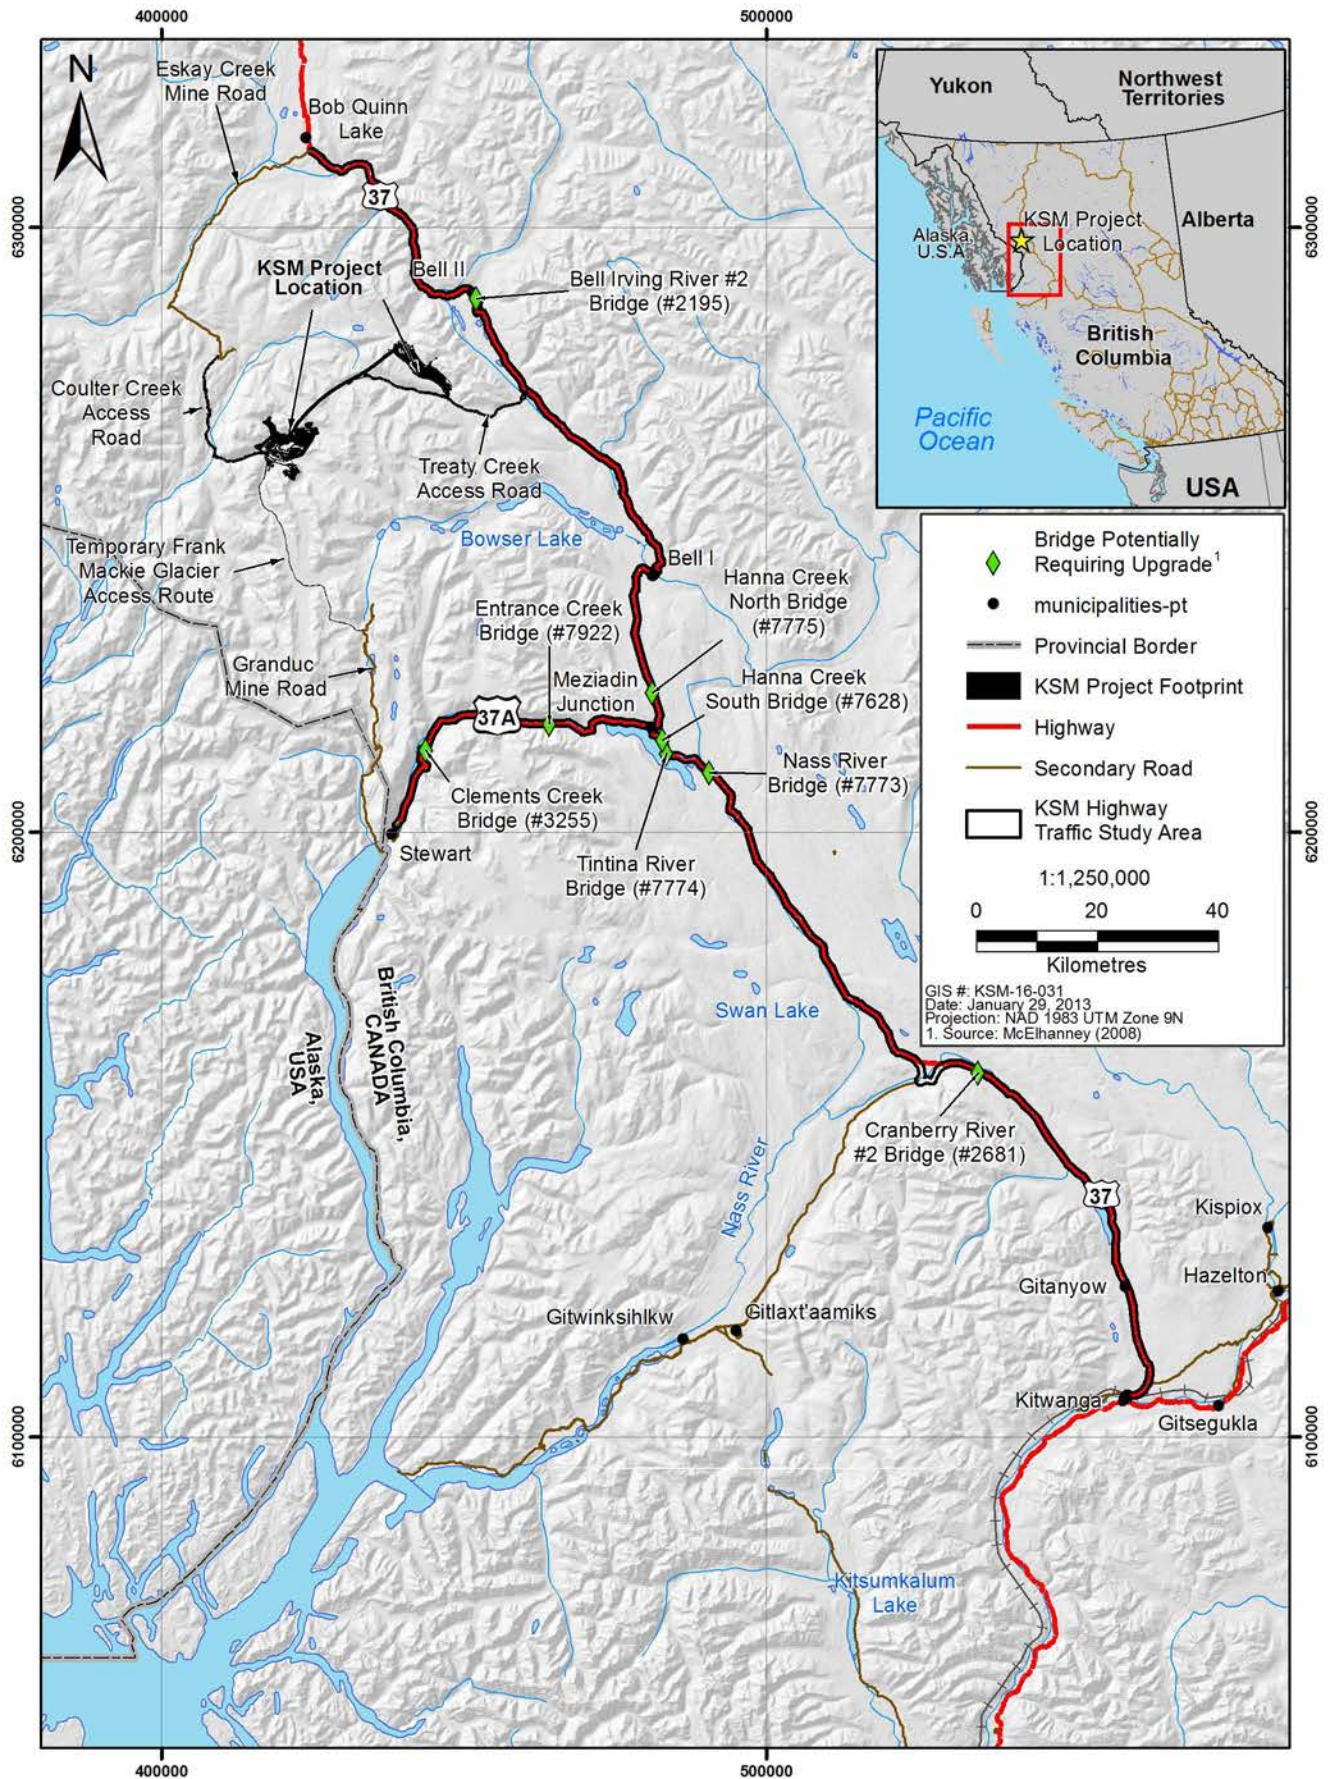 400000
500000
N
Eskay Creek
Mine Road
Bob Quinn
Lake
37
6300000
6300000
KSM Project
Location
Bell II
Bell Irving River #2
Bridge (#2195)
Coulter Creek
Access
Road
Treaty Creek
Access Road
Bowser Lake
Temporary Frank
Mackie Glacier
Access Route
Bell I
Hanna Creek
North Bridge
(#7775)
Entrance Creek
Bridge (#7922)
Granduc
Mine Road
Meziadin
Junction
Hanna Creek
South Bridge (#7628)
37A
Nass River
Bridge (#7773)
Clements Creek
Bridge (#3255)
6200000
6200000
Stewart
Tintina River
Bridge (#7774)
British Columbia,
CANADA
Alaska,
USA
Swan Lake
Cranberry River
#2 Bridge (#2681)
Nass River
37
Kispiox
Hazelton
Gitanyow
Gitwinksihlkw
Gitlaxt'aamiks
Kitwanga
Gitsegukla
6100000
6100000
Kitsumkalum
Lake
400000
500000
Yukon
Northwest
Territories
Alaska,
U.S.A.
KSM Project
Location
Alberta
British
Columbia
Pacific
Ocean
USA
Bridge Potentially
Requiring Upgrade¹
municipalities-pt
Provincial Border
KSM Project Footprint
Highway
Secondary Road
KSM Highway
Traffic Study Area
1:1,250,000
0 20 40
Kilometres
GIS #: KSM-16-031
Date: January 29, 2013
Projection: NAD 1983 UTM Zone 9N
1. Source: McElhanney (2008)